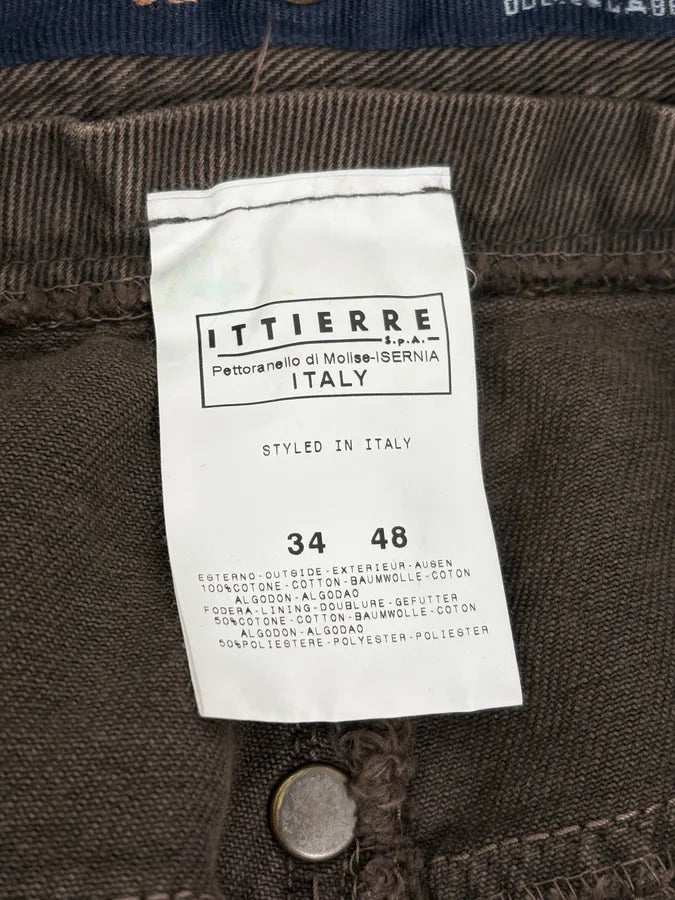 ITTIERRE
S.p.A.
Pettoranello di Molise-ISERNIA
ITALY
STYLED IN ITALY
34 48
ESTERNO-OUTSIDE-EXTERIEUR-AUSEN
100%COTONE-COTTON-BAUMWOLLE-COTON
ALGODON-ALGODAO
FODERA-LINING-DOUBLURE-GEFUTTER
50%COTONE-COTTON-BAUMWOLLE-COTON
ALGODON-ALGODAO
50%POLIESTERE-POLYESTER-POLIESTER